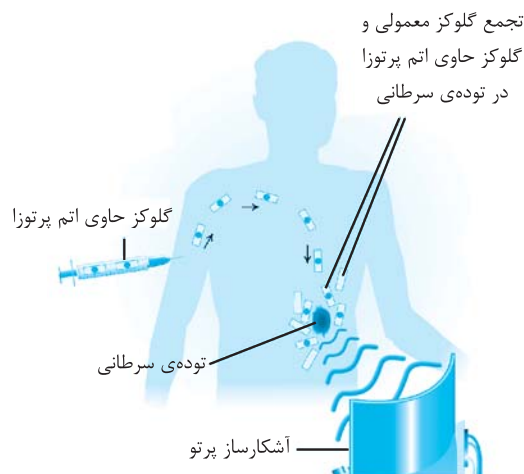 تجمع گلوکز معمولی و
گلوکز حاوی اتم پرتوزا
در توده‌ی سرطانی
گلوکز حاوی اتم پرتوزا
توده‌ی سرطانی
آشکارساز پرتو